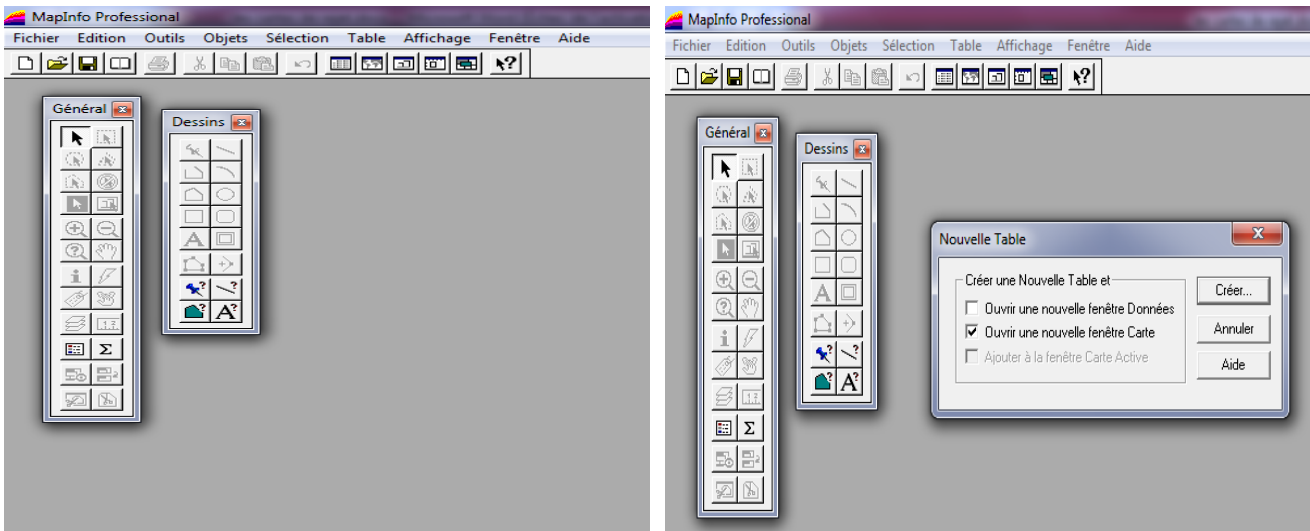 MapInfo Professional
Fichier Edition Outils Objets Sélection Table Affichage Fenêtre Aide
Général
Dessins
MapInfo Professional
Fichier Edition Outils Objets Sélection Table Affichage Fenêtre Aide
Général
Dessins
Nouvelle Table
Créer une Nouvelle Table et
Ouvrir une nouvelle fenêtre Données
Ouvrir une nouvelle fenêtre Carte
Ajouter à la fenêtre Carte Active
Créer...
Annuler
Aide